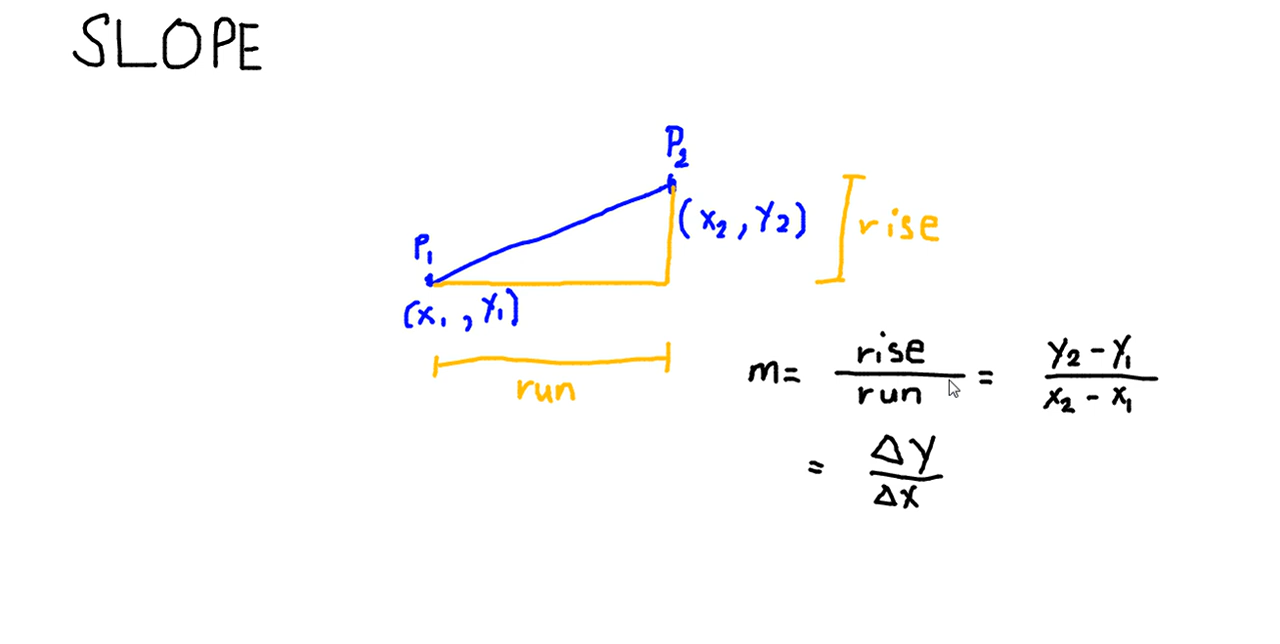 SLOPE
P₂
(x₂, y₂)
rise
P₁
(x₁, y₁)
run
m = rise/run = y₂ - y₁/x₂ - x₁
= Δy/Δx